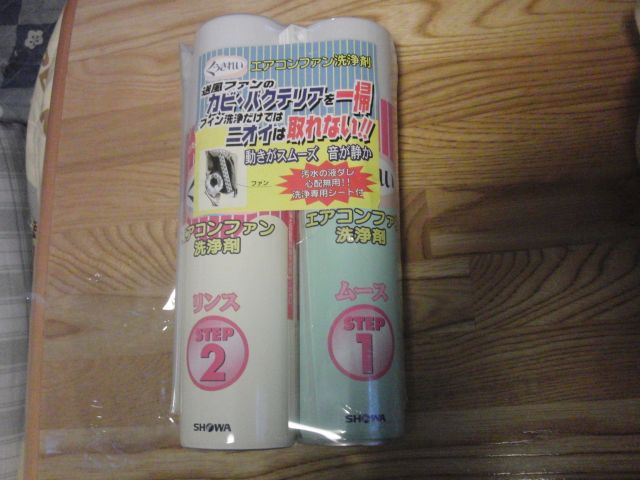 くうきれい
エアコンファン洗浄剤
送風ファンの
カビ・バクテリアを一掃
フィン洗浄だけでは
ニオイは取れない!!
動きがスムーズ 音が静か
ファン
汚水の液ダレ
心配無用!!
洗浄専用シート付
エアコンファン
洗浄剤
リンス
STEP
2
SHOWA
エアコンファン
洗浄剤
ムース
STEP
1
SHOWA